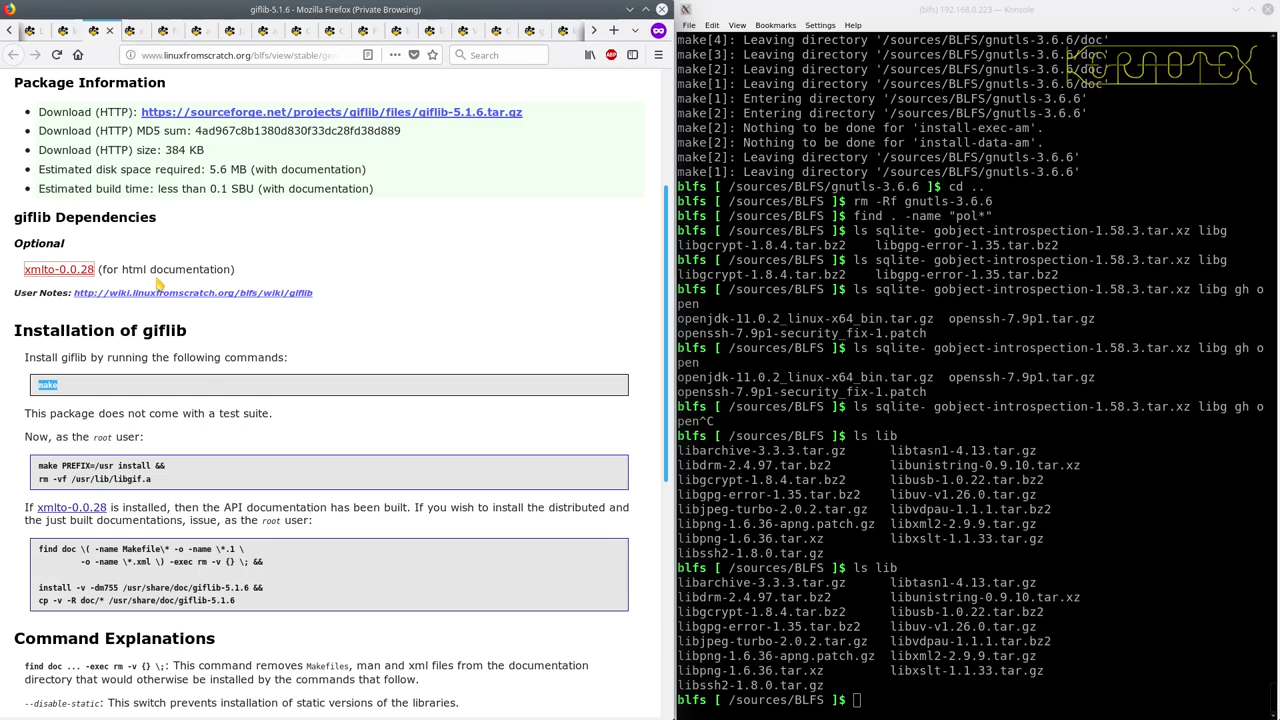 giflib-5.1.6 - Mozilla Firefox (Private Browsing)
www.linuxfromscratch.org/blfs/view/stable/gen
Search
Package Information
Download (HTTP): https://sourceforge.net/projects/giflib/files/giflib-5.1.6.tar.gz
Download (HTTP) MD5 sum: 4ad967c8b1380d830f33dc28fd38d889
Download (HTTP) size: 384 KB
Estimated disk space required: 5.6 MB (with documentation)
Estimated build time: less than 0.1 SBU (with documentation)
giflib Dependencies
Optional
xmlto-0.0.28 (for html documentation)
User Notes: http://wiki.linuxfromscratch.org/blfs/wiki/giflib
Installation of giflib
Install giflib by running the following commands:
make
This package does not come with a test suite.
Now, as the root user:
make PREFIX=/usr install &&
rm -vf /usr/lib/libgif.a
If xmlto-0.0.28 is installed, then the API documentation has been built. If you wish to install the distributed and
the just built documentations, issue, as the root user:
find doc \( -name Makefile\* -o -name \*.1 \
-o -name \*.xml \) -exec rm -v {} \; &&
install -v -dm755 /usr/share/doc/giflib-5.1.6 &&
cp -v -R doc/* /usr/share/doc/giflib-5.1.6
Command Explanations
find doc ... -exec rm -v {} \;: This command removes Makefiles, man and xml files from the documentation
directory that would otherwise be installed by the commands that follow.
--disable-static: This switch prevents installation of static versions of the libraries.
(blfs) 192.168.0.223 — Konsole
File Edit View Bookmarks Settings Help
KERNOTEX
make[4]: Leaving directory '/sources/BLFS/gnutls-3.6.6/doc'
make[3]: Leaving directory '/sources/BLFS/gnutls-3.6.6/doc'
make[2]: Leaving directory '/sources/BLFS/gnutls-3.6.6/doc'
make[1]: Leaving directory '/sources/BLFS/gnutls-3.6.6/doc'
make[1]: Entering directory '/sources/BLFS/gnutls-3.6.6'
make[2]: Entering directory '/sources/BLFS/gnutls-3.6.6'
make[2]: Nothing to be done for 'install-exec-am'.
make[2]: Nothing to be done for 'install-data-am'.
make[2]: Leaving directory '/sources/BLFS/gnutls-3.6.6'
make[1]: Leaving directory '/sources/BLFS/gnutls-3.6.6'
blfs [ /sources/BLFS/gnutls-3.6.6 ]$ cd ..
blfs [ /sources/BLFS ]$ rm -Rf gnutls-3.6.6
blfs [ /sources/BLFS ]$ find . -name "pol*"
blfs [ /sources/BLFS ]$ ls sqlite- gobject-introspection-1.58.3.tar.xz libg
libgcrypt-1.8.4.tar.bz2 libgpg-error-1.35.tar.bz2
blfs [ /sources/BLFS ]$ ls sqlite- gobject-introspection-1.58.3.tar.xz libg
libgcrypt-1.8.4.tar.bz2 libgpg-error-1.35.tar.bz2
blfs [ /sources/BLFS ]$ ls sqlite- gobject-introspection-1.58.3.tar.xz libg gh o
pen
openjdk-11.0.2_linux-x64_bin.tar.gz openssh-7.9p1.tar.gz
openssh-7.9p1-security_fix-1.patch
blfs [ /sources/BLFS ]$ ls sqlite- gobject-introspection-1.58.3.tar.xz libg gh o
pen
openjdk-11.0.2_linux-x64_bin.tar.gz openssh-7.9p1.tar.gz
openssh-7.9p1-security_fix-1.patch
blfs [ /sources/BLFS ]$ ls sqlite- gobject-introspection-1.58.3.tar.xz libg gh o
pen^C
blfs [ /sources/BLFS ]$ ls lib
libarchive-3.3.3.tar.gz libtasn1-4.13.tar.gz
libdrm-2.4.97.tar.bz2 libunistring-0.9.10.tar.xz
libgcrypt-1.8.4.tar.bz2 libusb-1.0.22.tar.bz2
libgpg-error-1.35.tar.bz2 libuv-v1.26.0.tar.gz
libjpeg-turbo-2.0.2.tar.gz libvdpau-1.1.1.tar.bz2
libpng-1.6.36-apng.patch.gz libxml2-2.9.9.tar.gz
libpng-1.6.36.tar.xz libxslt-1.1.33.tar.gz
libssh2-1.8.0.tar.gz
blfs [ /sources/BLFS ]$ ls lib
libarchive-3.3.3.tar.gz libtasn1-4.13.tar.gz
libdrm-2.4.97.tar.bz2 libunistring-0.9.10.tar.xz
libgcrypt-1.8.4.tar.bz2 libusb-1.0.22.tar.bz2
libgpg-error-1.35.tar.bz2 libuv-v1.26.0.tar.gz
libjpeg-turbo-2.0.2.tar.gz libvdpau-1.1.1.tar.bz2
libpng-1.6.36-apng.patch.gz libxml2-2.9.9.tar.gz
libpng-1.6.36.tar.xz libxslt-1.1.33.tar.gz
libssh2-1.8.0.tar.gz
blfs [ /sources/BLFS ]$